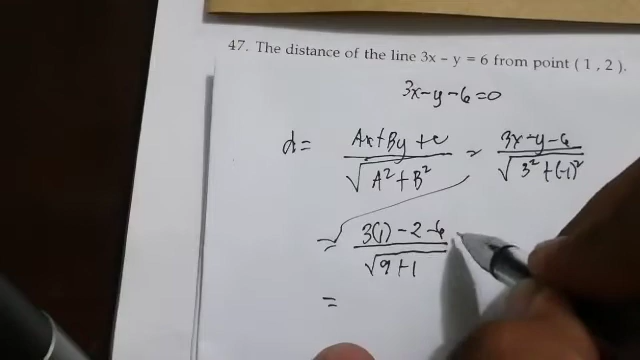 47. The distance of the line 3x – y = 6 from point ( 1 , 2 ).
3x-y-6=0
d= Ax+By+c / √A²+B² = 3x-y-6 / √3²+(-1)²
= 3(1)-2-6 / √9+1
=